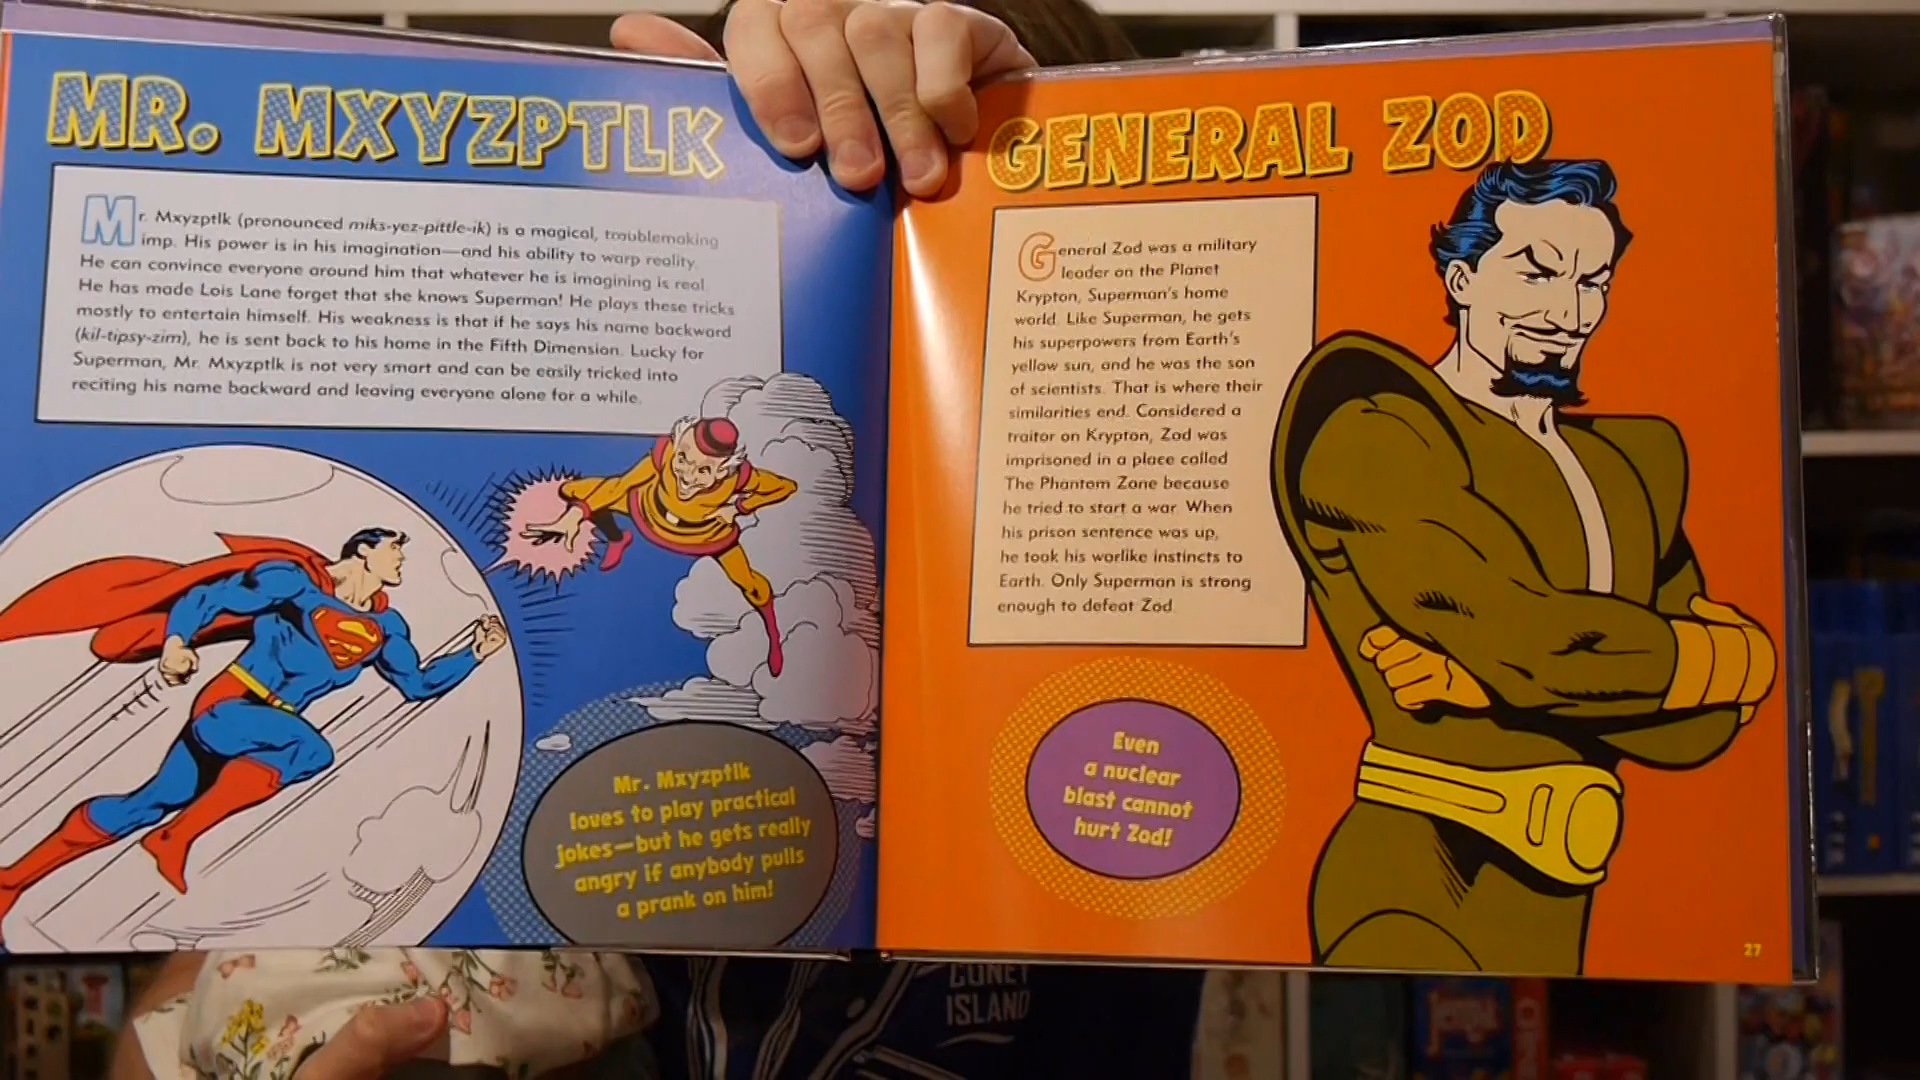 MR. MXYZPTLK
Mr. Mxyzptlk (pronounced miks-yez-pittle-ik) is a magical, troublemaking
imp. His power is in his imagination—and his ability to warp reality.
He can convince everyone around him that whatever he is imagining is real.
He has made Lois Lane forget that she knows Superman! He plays these tricks
mostly to entertain himself. His weakness is that if he says his name backward
(kil-tipsy-zim), he is sent back to his home in the Fifth Dimension. Lucky for
Superman, Mr. Mxyzptlk is not very smart and can be easily tricked into
reciting his name backward and leaving everyone alone for a while.
Mr. Mxyzptlk
loves to play practical
jokes—but he gets really
angry if anybody pulls
a prank on him!
GENERAL ZOD
General Zod was a military
leader on the Planet
Krypton, Superman's home
world. Like Superman, he gets
his superpowers from Earth's
yellow sun, and he was the son
of scientists. That is where their
similarities end. Considered a
traitor on Krypton, Zod was
imprisoned in a place called
The Phantom Zone because
he tried to start a war. When
his prison sentence was up,
he took his warlike instincts to
Earth. Only Superman is strong
enough to defeat Zod.
Even
a nuclear
blast cannot
hurt Zod!
27
CONEY
ISLAND